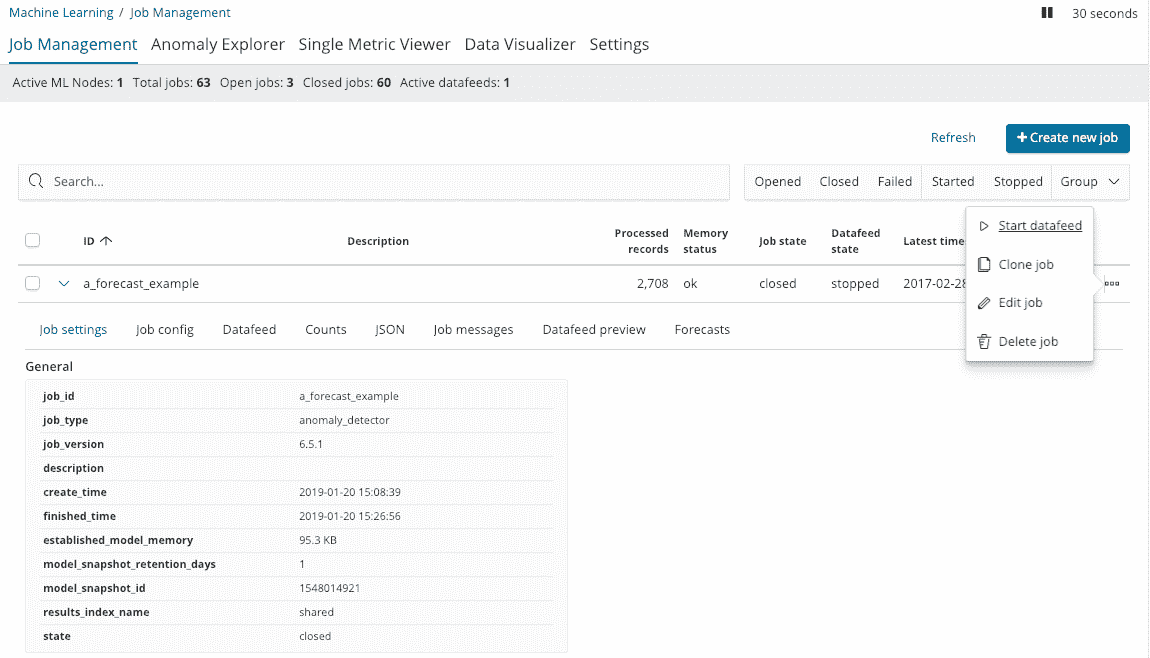 Machine Learning / Job Management 30 seconds
Job Management Anomaly Explorer Single Metric Viewer Data Visualizer Settings
Active ML Nodes: 1 Total jobs: 63 Open jobs: 3 Closed jobs: 60 Active datafeeds: 1
Refresh + Create new job
Search... Opened Closed Failed Started Stopped Group
ID Description Processed records Memory status Job state Datafeed state Latest time
a_forecast_example 2,708 ok closed stopped 2017-02-28
Start datafeed
Clone job
Edit job
Delete job
Job settings Job config Datafeed Counts JSON Job messages Datafeed preview Forecasts
General
job_id a_forecast_example
job_type anomaly_detector
job_version 6.5.1
description
create_time 2019-01-20 15:08:39
finished_time 2019-01-20 15:26:56
established_model_memory 95.3 KB
model_snapshot_retention_days 1
model_snapshot_id 1548014921
results_index_name shared
state closed